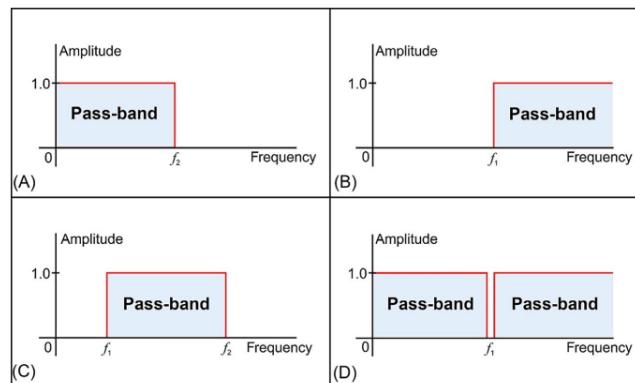 Amplitude
1.0
Pass-band
0
f₂
Frequency
(A)
Amplitude
1.0
Pass-band
0
f₁
Frequency
(B)
Amplitude
1.0
Pass-band
0
f₁
f₂
Frequency
(C)
Amplitude
1.0
Pass-band
Pass-band
0
f₁
Frequency
(D)